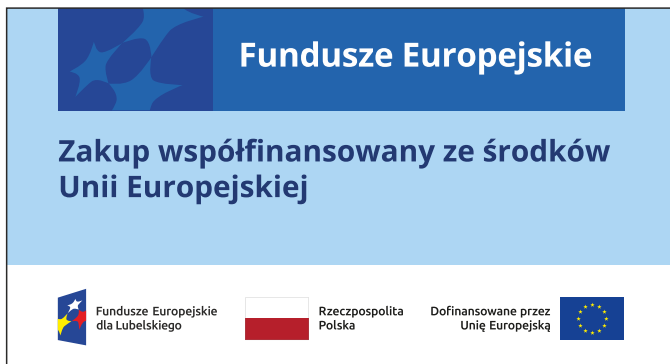 Fundusze Europejskie
Zakup współfinansowany ze środków
Unii Europejskiej
Fundusze Europejskie
dla Lubelskiego
Rzeczpospolita
Polska
Dofinansowane przez
Unię Europejską